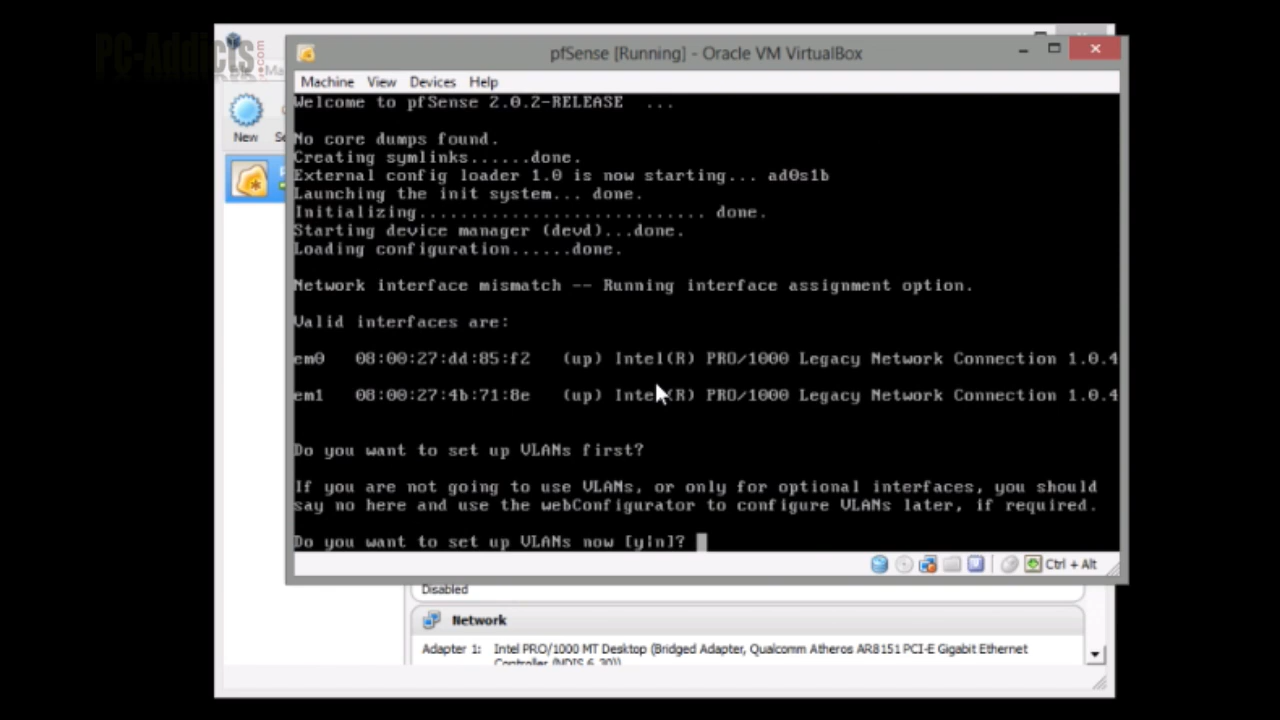 PC-Addicts
.com
pfSense [Running] - Oracle VM VirtualBox
Machine View Devices Help
New
Welcome to pfSense 2.0.2-RELEASE ...
No core dumps found.
Creating symlinks......done.
External config loader 1.0 is now starting... ad0s1b
Launching the init system... done.
Initializing............................ done.
Starting device manager (devd)...done.
Loading configuration......done.
Network interface mismatch -- Running interface assignment option.
Valid interfaces are:
em0 08:00:27:dd:85:f2 (up) Intel(R) PRO/1000 Legacy Network Connection 1.0.4
em1 08:00:27:4b:71:8e (up) Intel(R) PRO/1000 Legacy Network Connection 1.0.4
Do you want to set up VLANs first?
If you are not going to use VLANs, or only for optional interfaces, you should
say no here and use the webConfigurator to configure VLANs later, if required.
Do you want to set up VLANs now [y|n]?
Ctrl + Alt
Disabled
Network
Adapter 1: Intel PRO/1000 MT Desktop (Bridged Adapter, Qualcomm Atheros AR8151 PCI-E Gigabit Ethernet
Controller (NDIS 6.30))